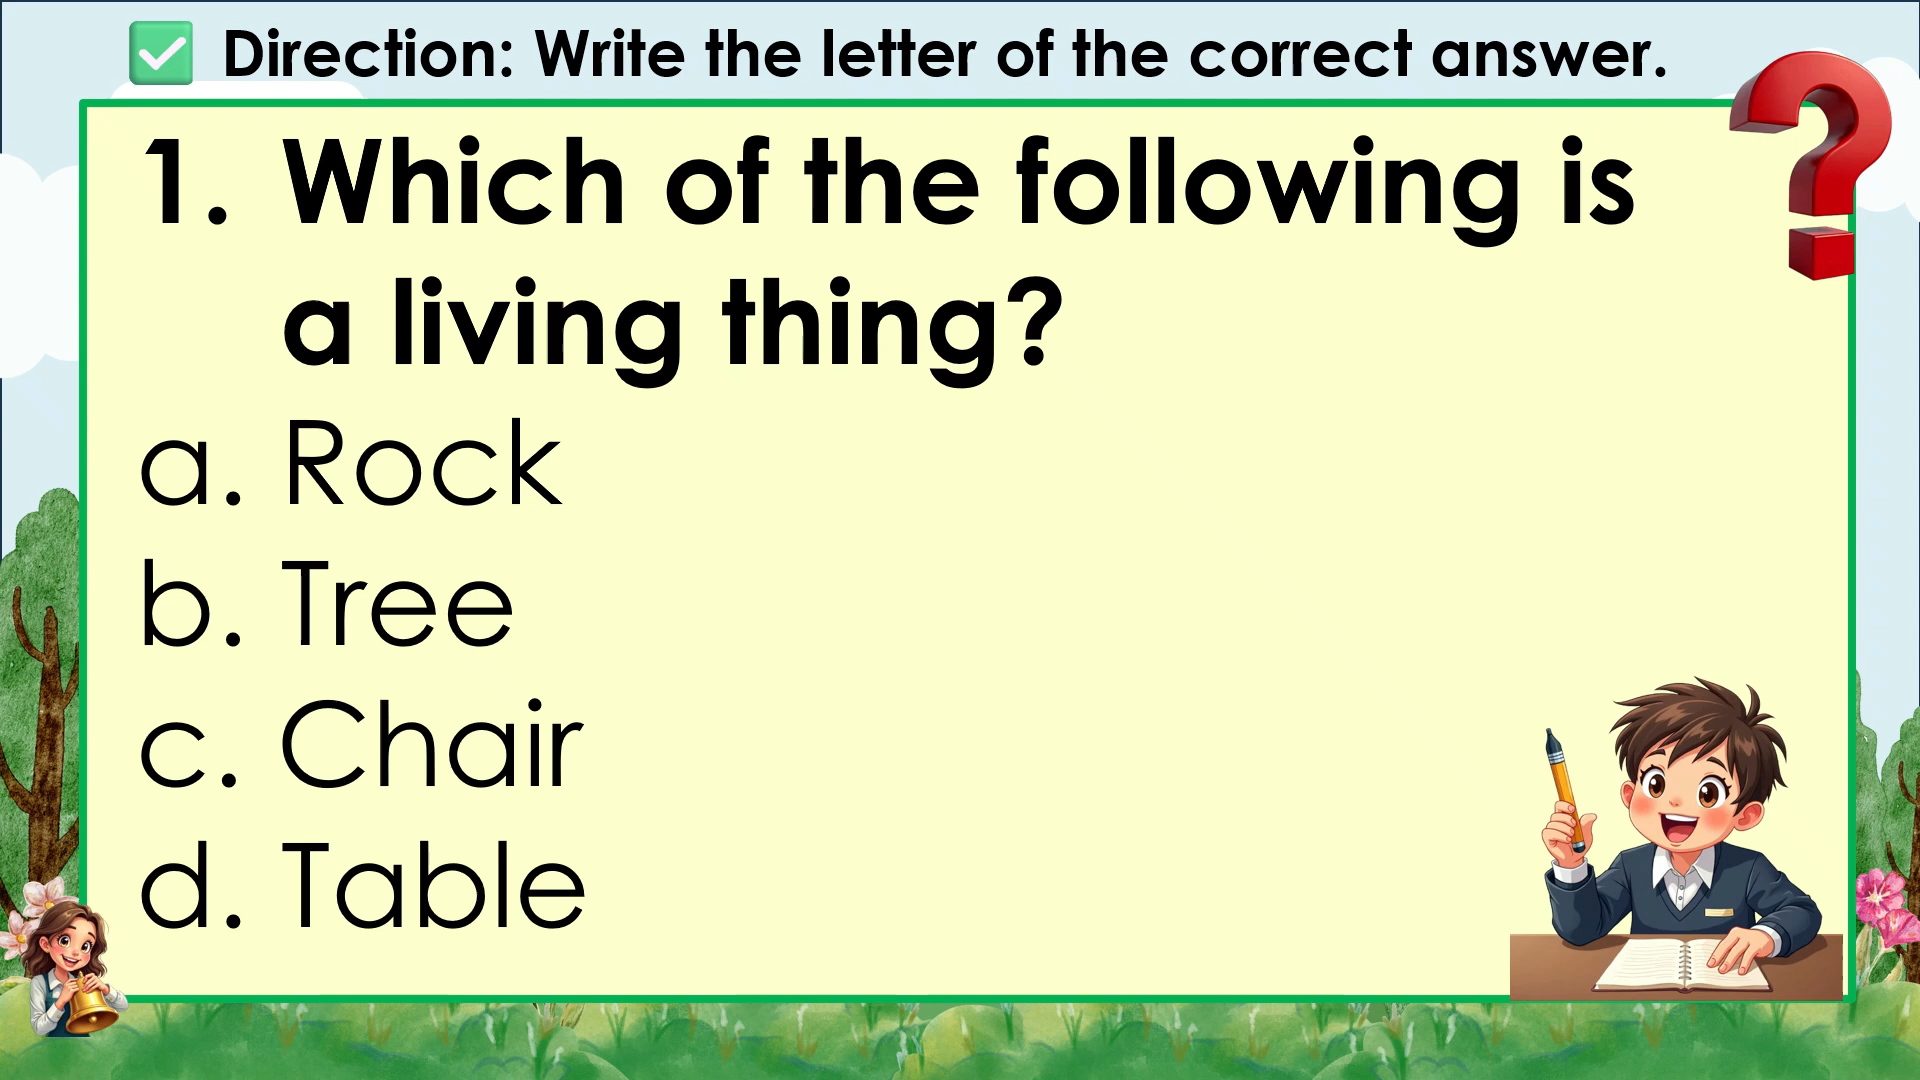 Direction: Write the letter of the correct answer.
1. Which of the following is
a living thing?
a. Rock
b. Tree
c. Chair
d. Table